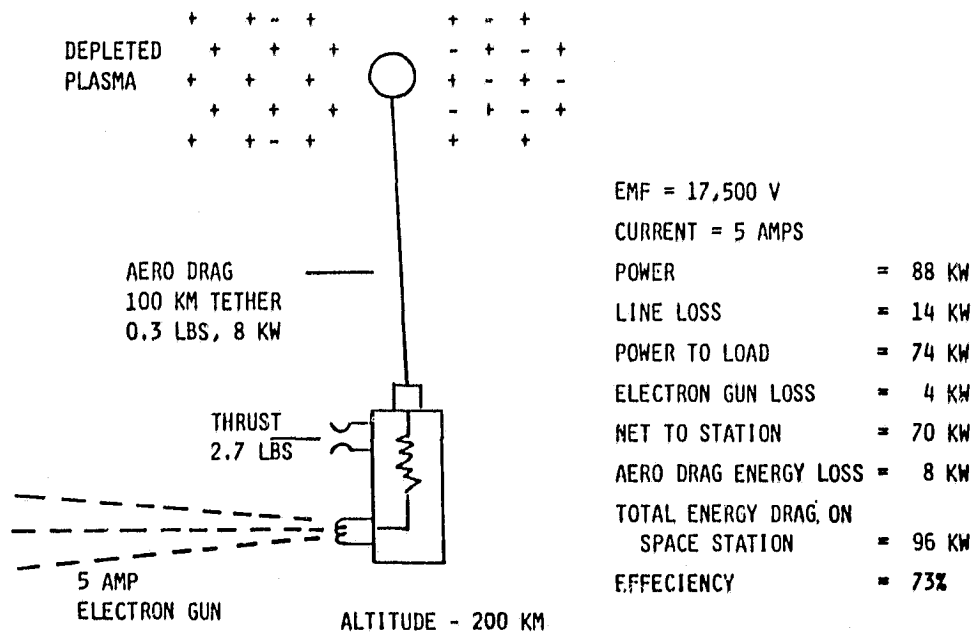 DEPLETED
PLASMA
AERO DRAG
100 KM TETHER
0.3 LBS, 8 KW
THRUST
2.7 LBS
5 AMP
ELECTRON GUN
ALTITUDE - 200 KM
EMF = 17,500 V
CURRENT = 5 AMPS
POWER = 88 KW
LINE LOSS = 14 KW
POWER TO LOAD = 74 KW
ELECTRON GUN LOSS = 4 KW
NET TO STATION = 70 KW
AERO DRAG ENERGY LOSS = 8 KW
TOTAL ENERGY DRAG ON
SPACE STATION = 96 KW
EFFECIENCY = 73%